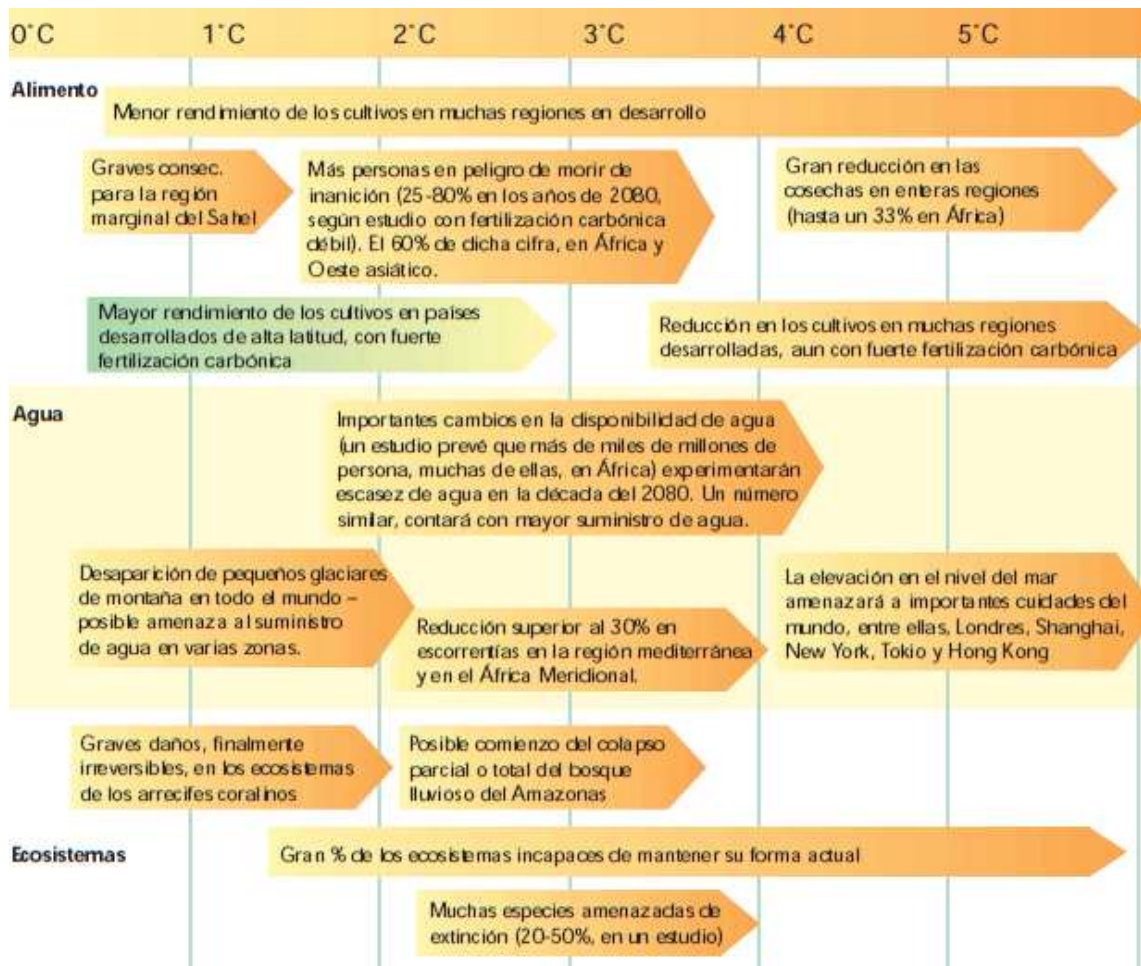 0°C 1°C 2°C 3°C 4°C 5°C
Alimento
Menor rendimiento de los cultivos en muchas regiones en desarrollo
Graves consec.
para la región
marginal del Sahel
Más personas en peligro de morir de
inanición (25-80% en los años de 2080,
según estudio con fertilización carbónica
débil). El 60% de dicha cifra, en África y
Oeste asiático.
Gran reducción en las
cosechas en enteras regiones
(hasta un 33% en África)
Mayor rendimiento de los cultivos en países
desarrollados de alta latitud, con fuerte
fertilización carbónica
Reducción en los cultivos en muchas regiones
desarrolladas, aun con fuerte fertilización carbónica
Agua
Importantes cambios en la disponibilidad de agua
(un estudio prevé que más de miles de millones de
persona, muchas de ellas, en África) experimentarán
escasez de agua en la década del 2080. Un número
similar, contará con mayor suministro de agua.
Desaparición de pequeños glaciares
de montaña en todo el mundo –
posible amenaza al suministro
de agua en varias zonas.
Reducción superior al 30% en
escorrentías en la región mediterránea
y en el África Meridional.
La elevación en el nivel del mar
amenazará a importantes cuidades del
mundo, entre ellas, Londres, Shanghai,
New York, Tokio y Hong Kong
Graves daños, finalmente
irreversibles, en los ecosistemas
de los arrecifes coralinos
Posible comienzo del colapso
parcial o total del bosque
lluvioso del Amazonas
Ecosistemas
Gran % de los ecosistemas incapaces de mantener su forma actual
Muchas especies amenazadas de
extinción (20-50%, en un estudio)